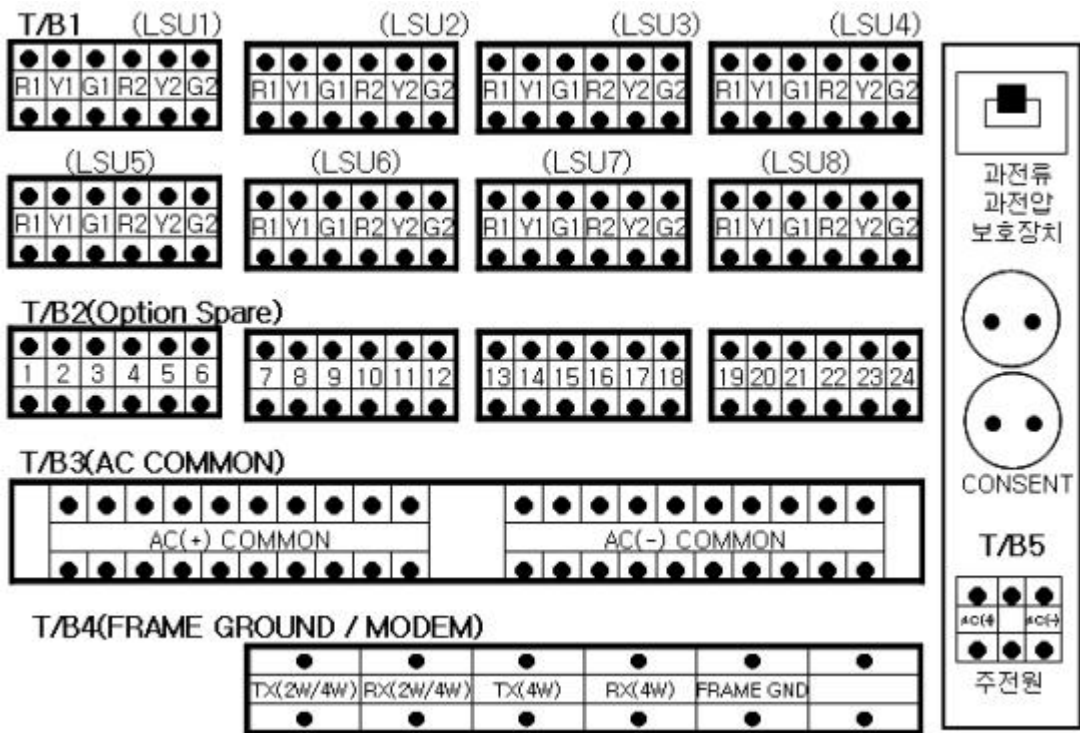 T/B1 (LSU1) (LSU2) (LSU3) (LSU4)
R1 Y1 G1 R2 Y2 G2 R1 Y1 G1 R2 Y2 G2 R1 Y1 G1 R2 Y2 G2 R1 Y1 G1 R2 Y2 G2
(LSU5) (LSU6) (LSU7) (LSU8)
R1 Y1 G1 R2 Y2 G2 R1 Y1 G1 R2 Y2 G2 R1 Y1 G1 R2 Y2 G2 R1 Y1 G1 R2 Y2 G2
T/B2(Option Spare)
1 2 3 4 5 6 7 8 9 10 11 12 13 14 15 16 17 18 19 20 21 22 23 24
T/B3(AC COMMON)
AC(+) COMMON AC(-) COMMON
T/B4(FRAME GROUND / MODEM)
TX(2W/4W) RX(2W/4W) TX(4W) RX(4W) FRAME GND
과전류
과전압
보호장치
CONSENT
T/B5
AC(+) AC(-)
주전원